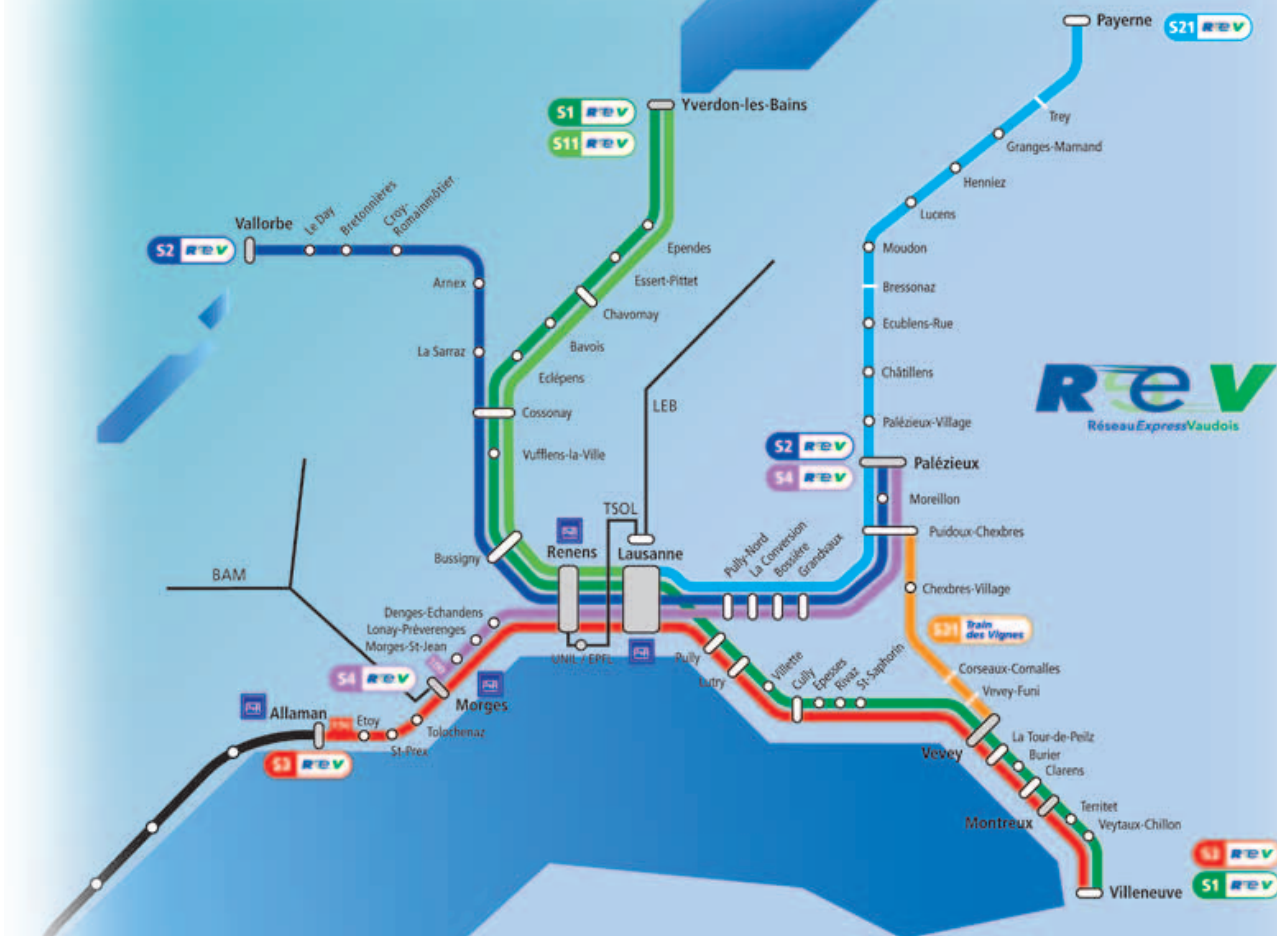 Payerne
S21 ReV
Trey
Granges-Marnand
Henniez
Lucens
Moudon
Bressonaz
Ecublens-Rue
Châtillens
Palézieux-Village
S1 ReV
S11 ReV
Yverdon-les-Bains
Ependes
Essert-Pittet
Chavornay
Bavois
Eclépens
Cossonay
Vufflens-la-Ville
S2 ReV
Vallorbe
Le Day
Bretonnières
Croy-
Romainmôtier
Arnex
La Sarraz
Bussigny
LEB
TSOL
BAM
ReV
RéseauExpressVaudois
S2 ReV
S4 ReV
Palézieux
Moreillon
Puidoux-Chexbres
Chexbres-Village
S31 Train
des Vignes
Corseaux-Cornalles
Vevey-Funi
Renens
Lausanne
Pully-Nord
La Conversion
Bossière
Grandvaux
UNIL / EPFL
Denges-Echandens
Lonay-Préverenges
Morges-St-Jean
S4 ReV
Morges
Allaman
Etoy
St-Prex
Tolochenaz
S3 ReV
Pully
Lutry
Villette
Cully
Epesses
Rivaz
St-Saphorin
Vevey
La Tour-de-Peilz
Burier
Clarens
Montreux
Territet
Veytaux-Chillon
Villeneuve
S3 ReV
S1 ReV